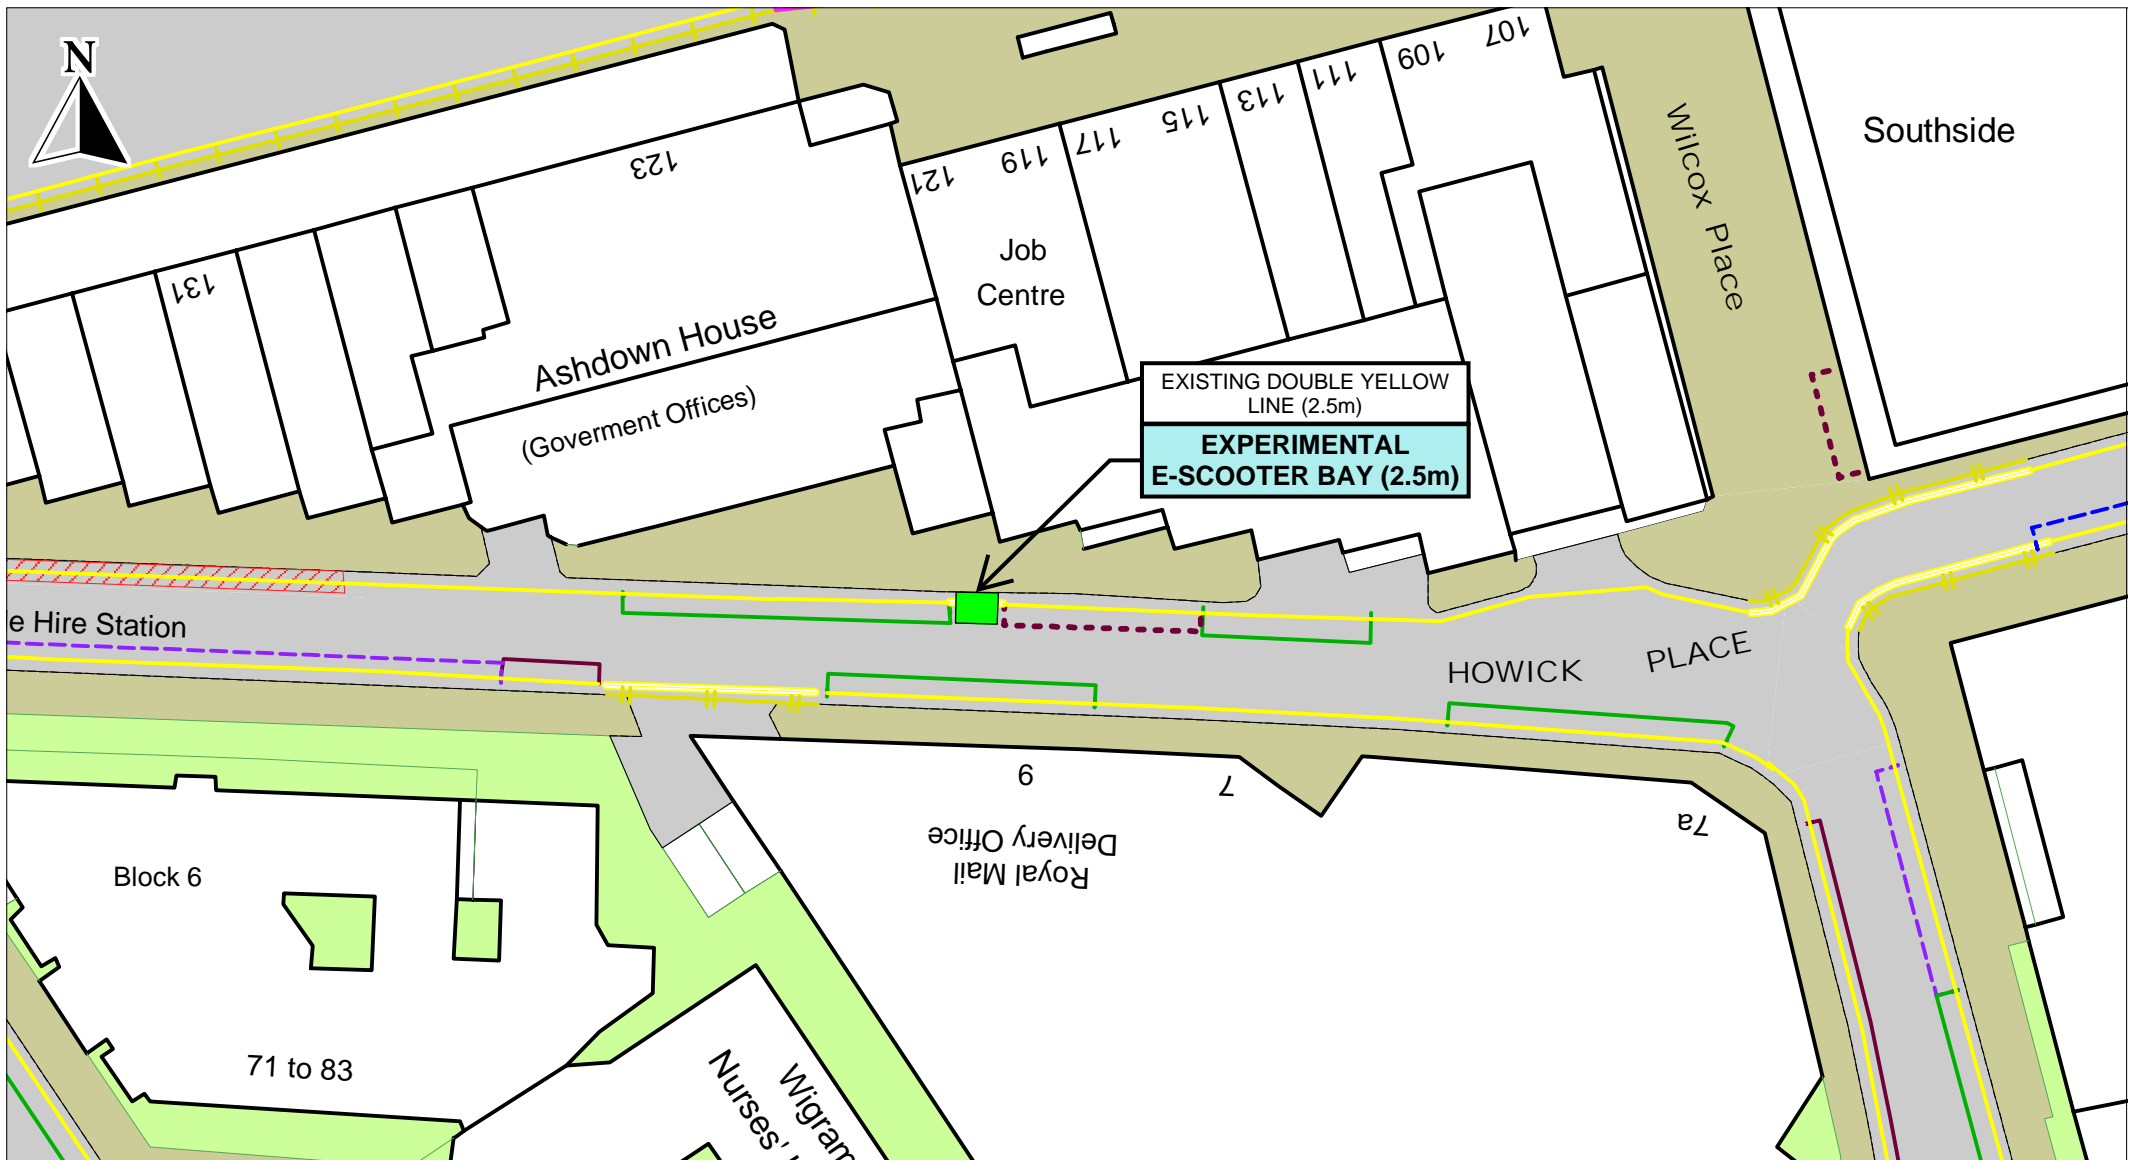 N
107
109
111
113
115
117
119
121
123
131
Southside
Wilcox Place
Job
Centre
Ashdown House
(Goverment Offices)
EXISTING DOUBLE YELLOW
LINE (2.5m)
EXPERIMENTAL
E-SCOOTER BAY (2.5m)
e Hire Station
HOWICK PLACE
9
7
7a
Royal Mail
Delivery Office
Block 6
71 to 83
Wigram
Nurses'